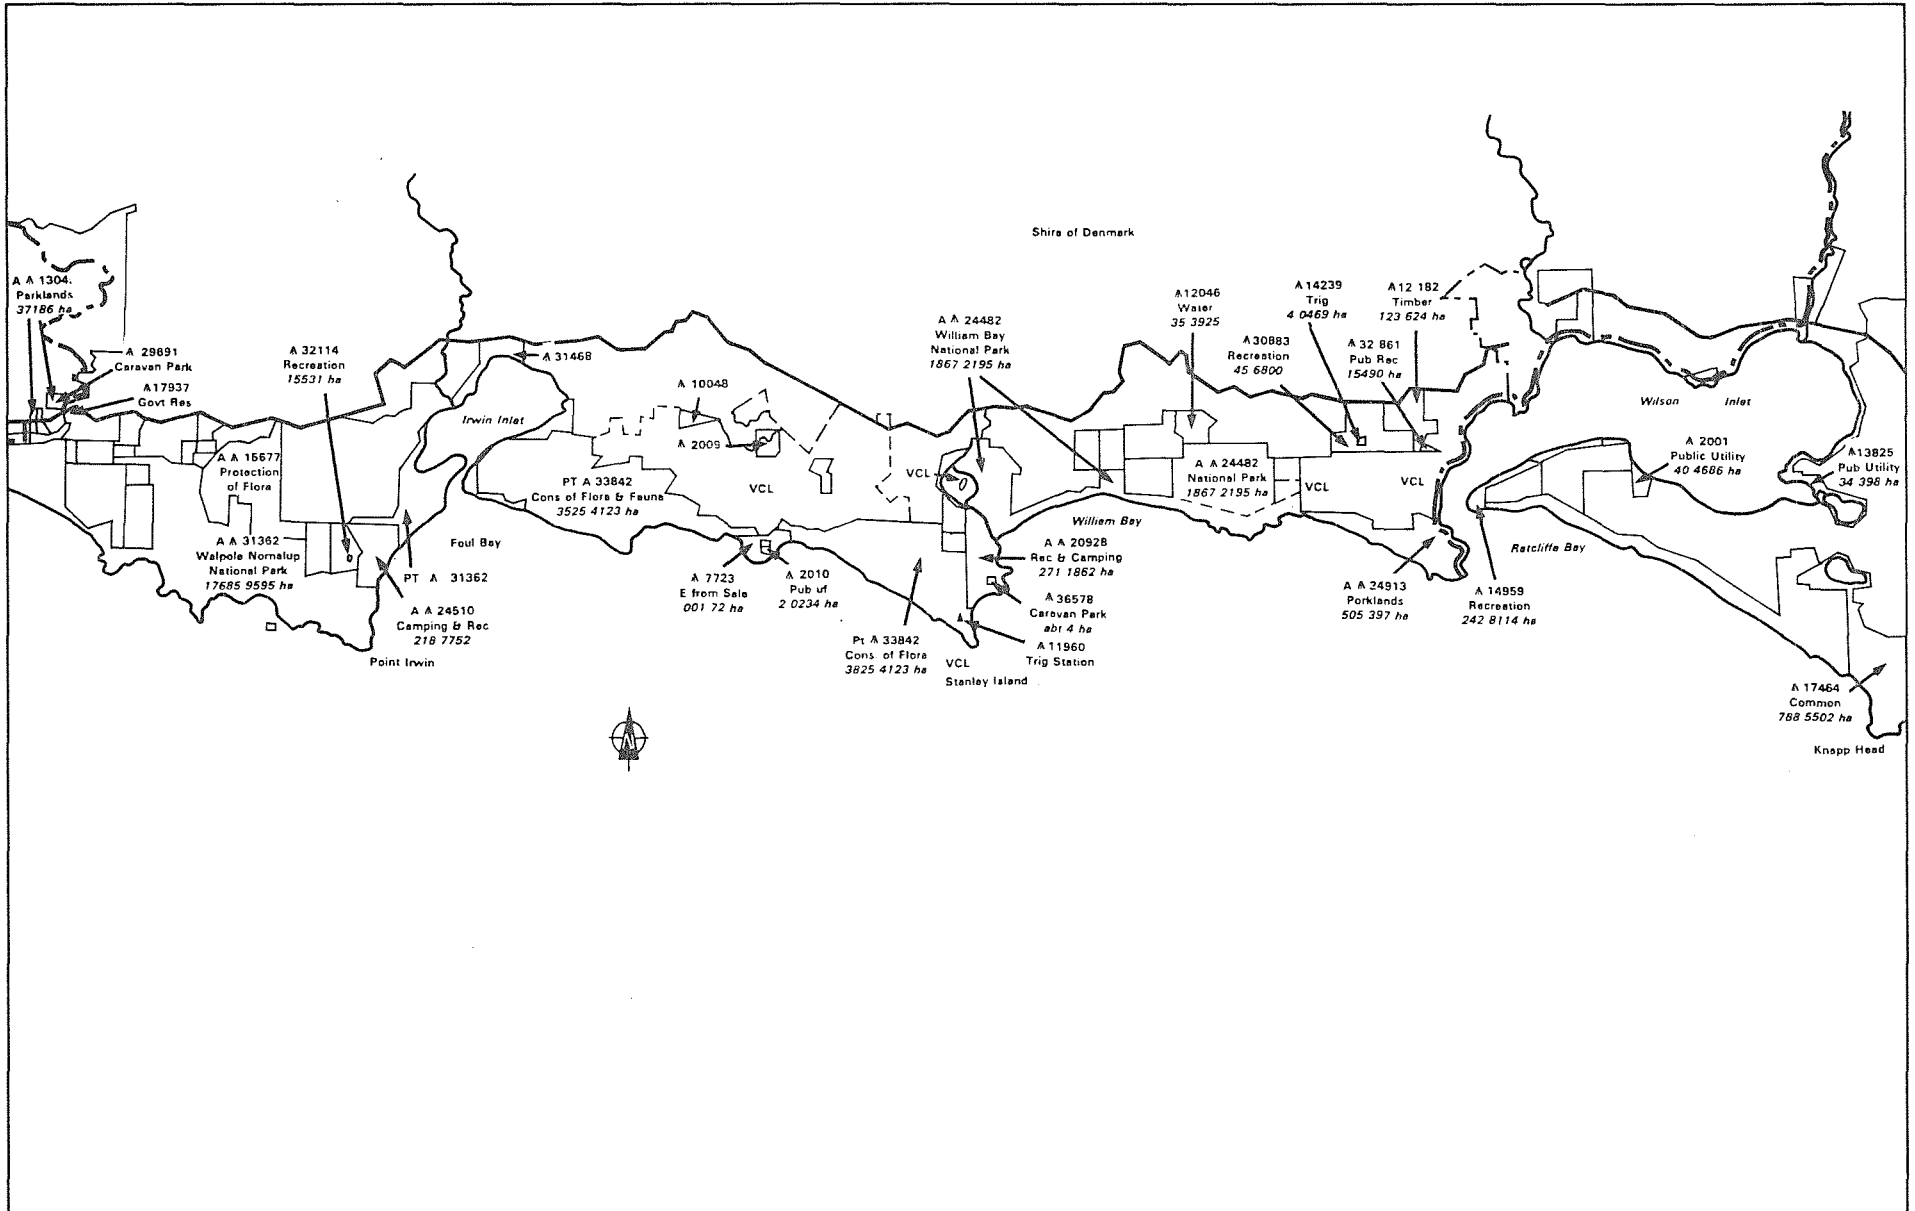 Shire of Denmark
A A 1304.
Parklands
37186 ha
A 29891
Caravan Park
A 17937
Govt Res
A 32114
Recreation
15531 ha
A 31468
Irwin Inlet
A 10048
A 2009
A A 15677
Protection
of Flora
A A 31362
Walpole Nornalup
National Park
17685 9595 ha
PT A 31362
A A 24510
Camping & Rec
218 7752
Point Irwin
Foul Bay
PT A 33842
Cons of Flora & Fauna
3525 4123 ha
VCL
A 7723
E from Sale
001 72 ha
A 2010
Pub uf
2 0234 ha
Pt A 33842
Cons. of Flora
3825 4123 ha
VCL
Stanley Island
A A 24482
William Bay
National Park
1867 2195 ha
VCL
William Bay
A A 20928
Rec & Camping
271 1862 ha
A 36578
Caravan Park
abt 4 ha
A 11960
Trig Station
A 12046
Water
35 3925
A 14239
Trig
4 0469 ha
A 12 182
Timber
123 624 ha
A 30883
Recreation
45 6800
A 32 861
Pub Rec
15490 ha
A A 24482
National Park
1867 2195 ha
VCL
VCL
A A 24913
Porklands
505 397 ha
A 14959
Recreation
242 8114 ha
Ratcliffe Bay
Wilson Inlet
A 2001
Public Utility
40 4686 ha
A 13825
Pub Utility
34 398 ha
A 17464
Common
788 5502 ha
Knapp Head
N